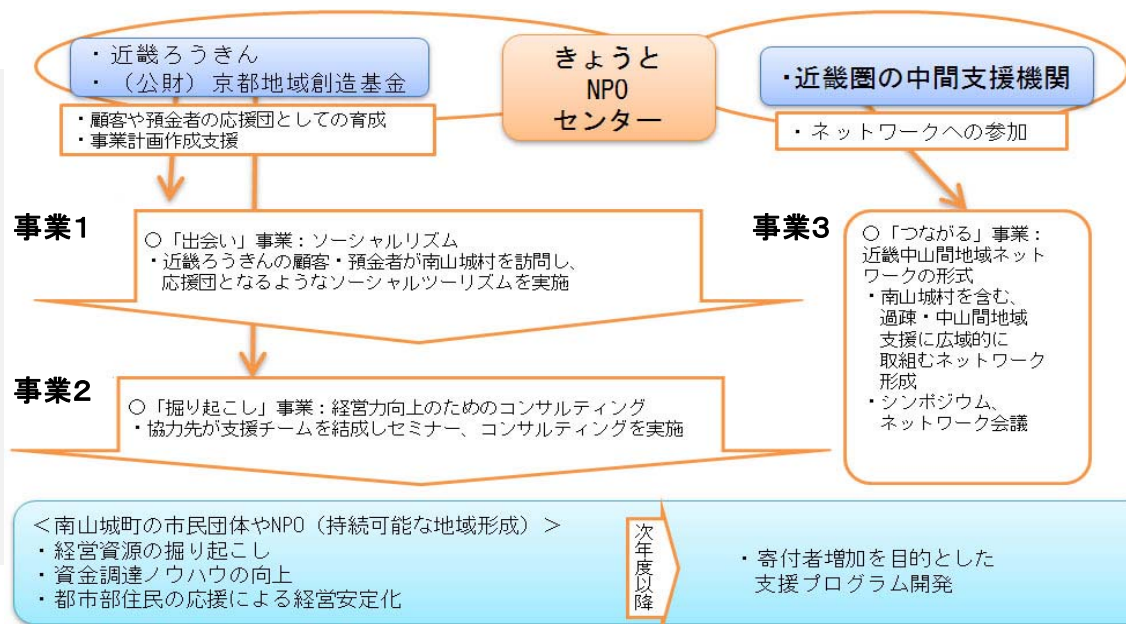 ・近畿ろうきん
・（公財）京都地域創造基金
きょうと
NPO
センター
・近畿圏の中間支援機関
・顧客や預金者の応援団としての育成
・事業計画作成支援
・ネットワークへの参加
事業1
○「出会い」事業：ソーシャルリズム
・近畿ろうきんの顧客・預金者が南山城村を訪問し、
応援団となるようなソーシャルツーリズムを実施
事業2
○「掘り起こし」事業：経営力向上のためのコンサルティング
・協力先が支援チームを結成しセミナー、コンサルティングを実施
事業3
○「つながる」事業：
近畿中山間地域ネット
ワークの形式
・南山城村を含む、
過疎・中山間地域
支援に広域的に
取組むネットワーク
形成
・シンポジウム、
ネットワーク会議
＜南山城町の市民団体やNPO（持続可能な地域形成）＞
・経営資源の掘り起こし
・資金調達ノウハウの向上
・都市部住民の応援による経営安定化
次年度以降
・寄付者増加を目的とした
支援プログラム開発